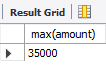 Result Grid
max(amount)
35000